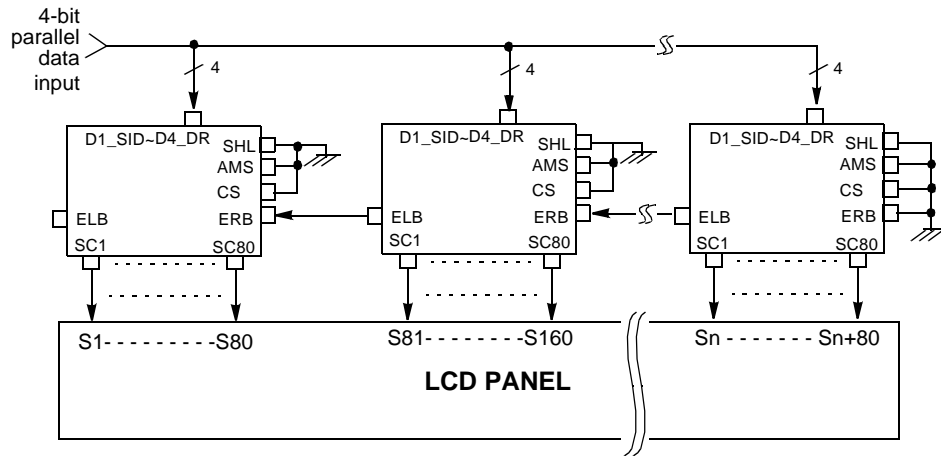 4-bit
parallel
data
input
4
4
4
D1_SID~D4_DR
SHL
AMS
CS
ERB
ELB
SC1
SC80
D1_SID~D4_DR
SHL
AMS
CS
ERB
ELB
SC1
SC80
D1_SID~D4_DR
SHL
AMS
CS
ERB
ELB
SC1
SC80
S1---------S80
S81--------S160
Sn-------Sn+80
LCD PANEL